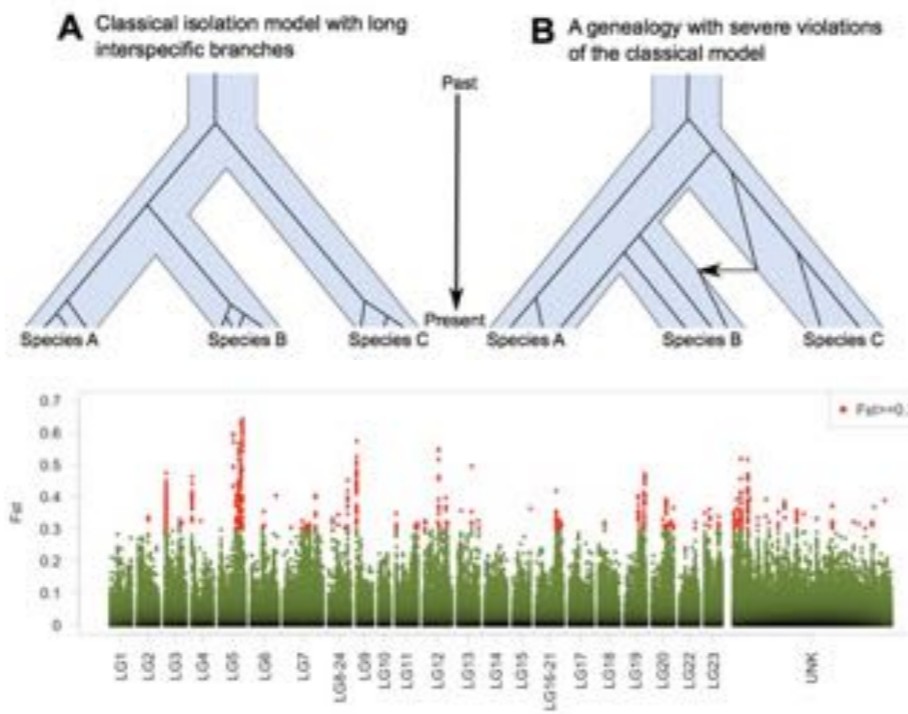 A Classical isolation model with long
interspecific branches
B A genealogy with severe violations
of the classical model
Past
Present
Species A
Species B
Species C
Species A
Species B
Species C
0.7
0.6
0.5
0.4
0.3
0.2
0.1
0
Fst
Fst>=0.
LG1
LG2
LG3
LG4
LG5
LG6
LG7
LG8-24
LG9
LG10
LG11
LG12
LG13
LG14
LG15
LG16-21
LG17
LG18
LG19
LG20
LG22
LG23
UNK